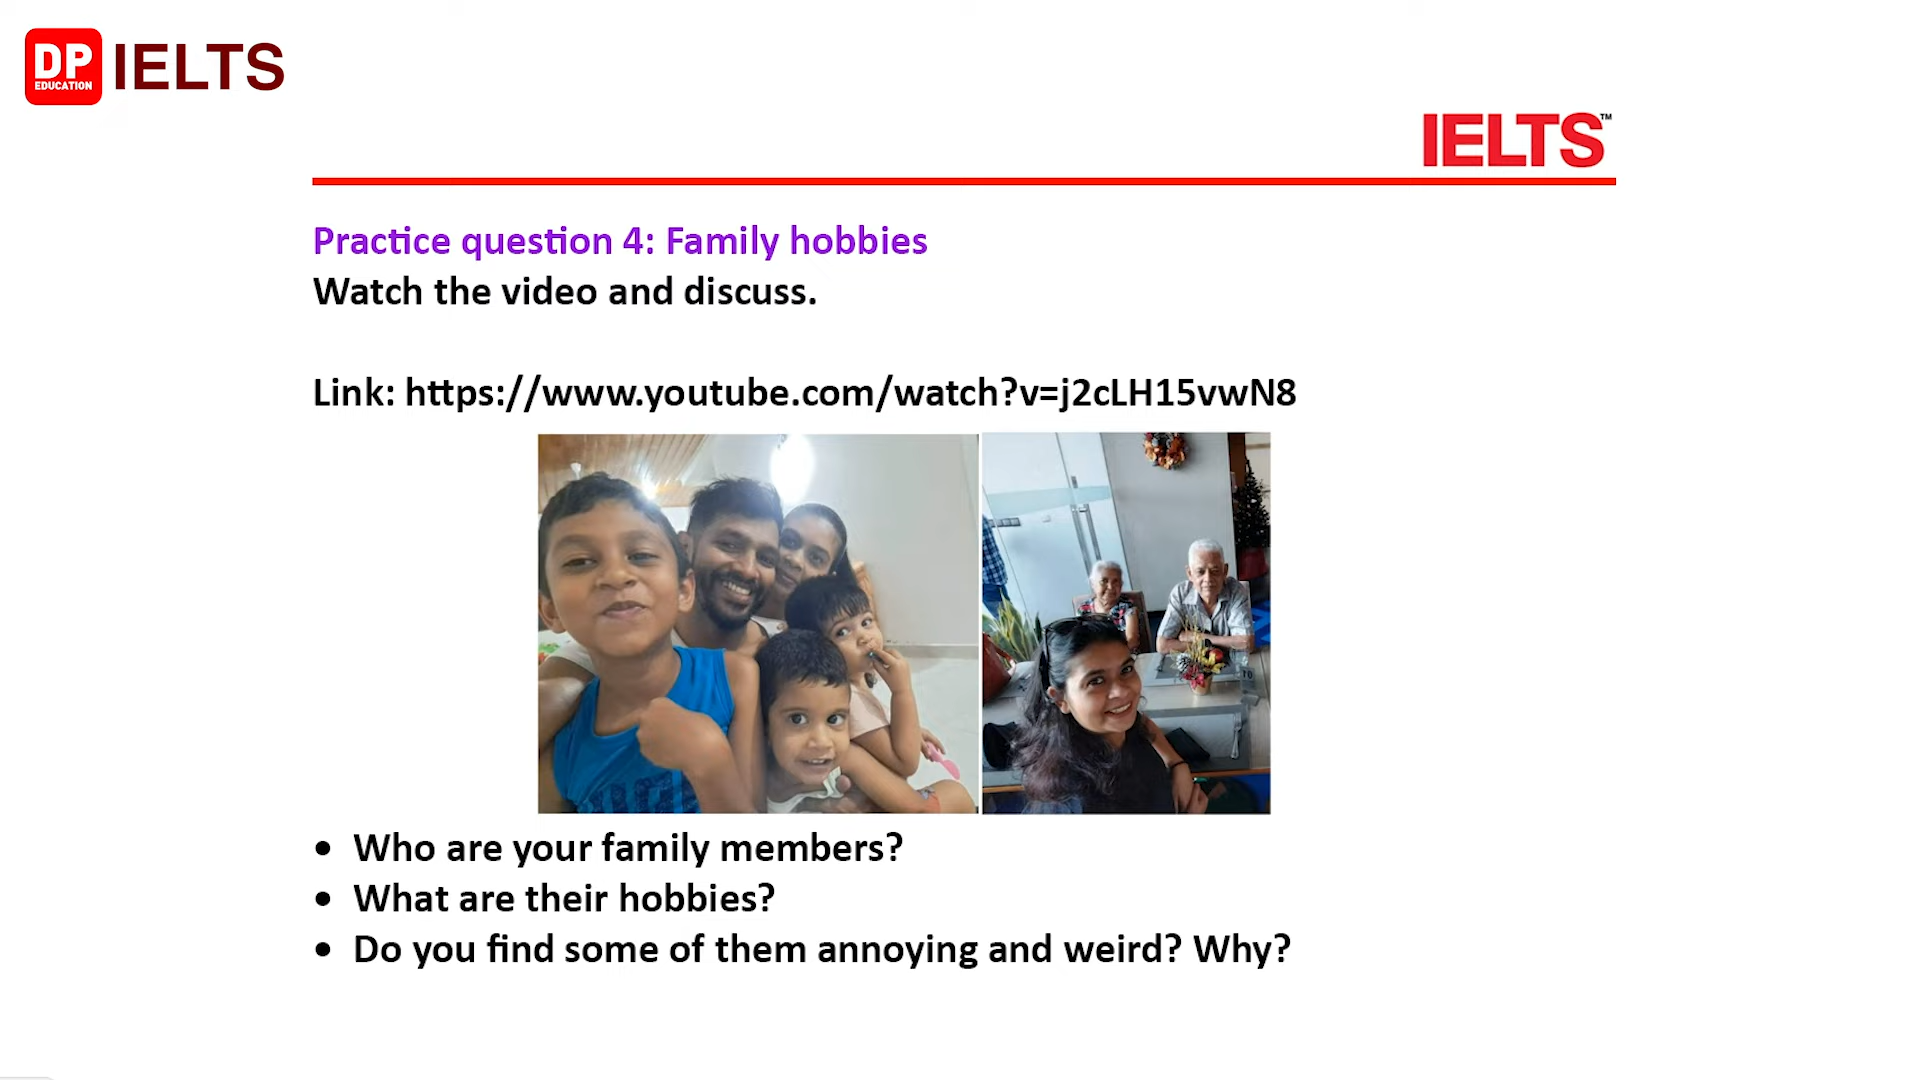 DP
EDUCATION
IELTS
IELTS™
Practice question 4: Family hobbies
Watch the video and discuss.
Link: https://www.youtube.com/watch?v=j2cLH15vwN8
• Who are your family members?
• What are their hobbies?
• Do you find some of them annoying and weird? Why?